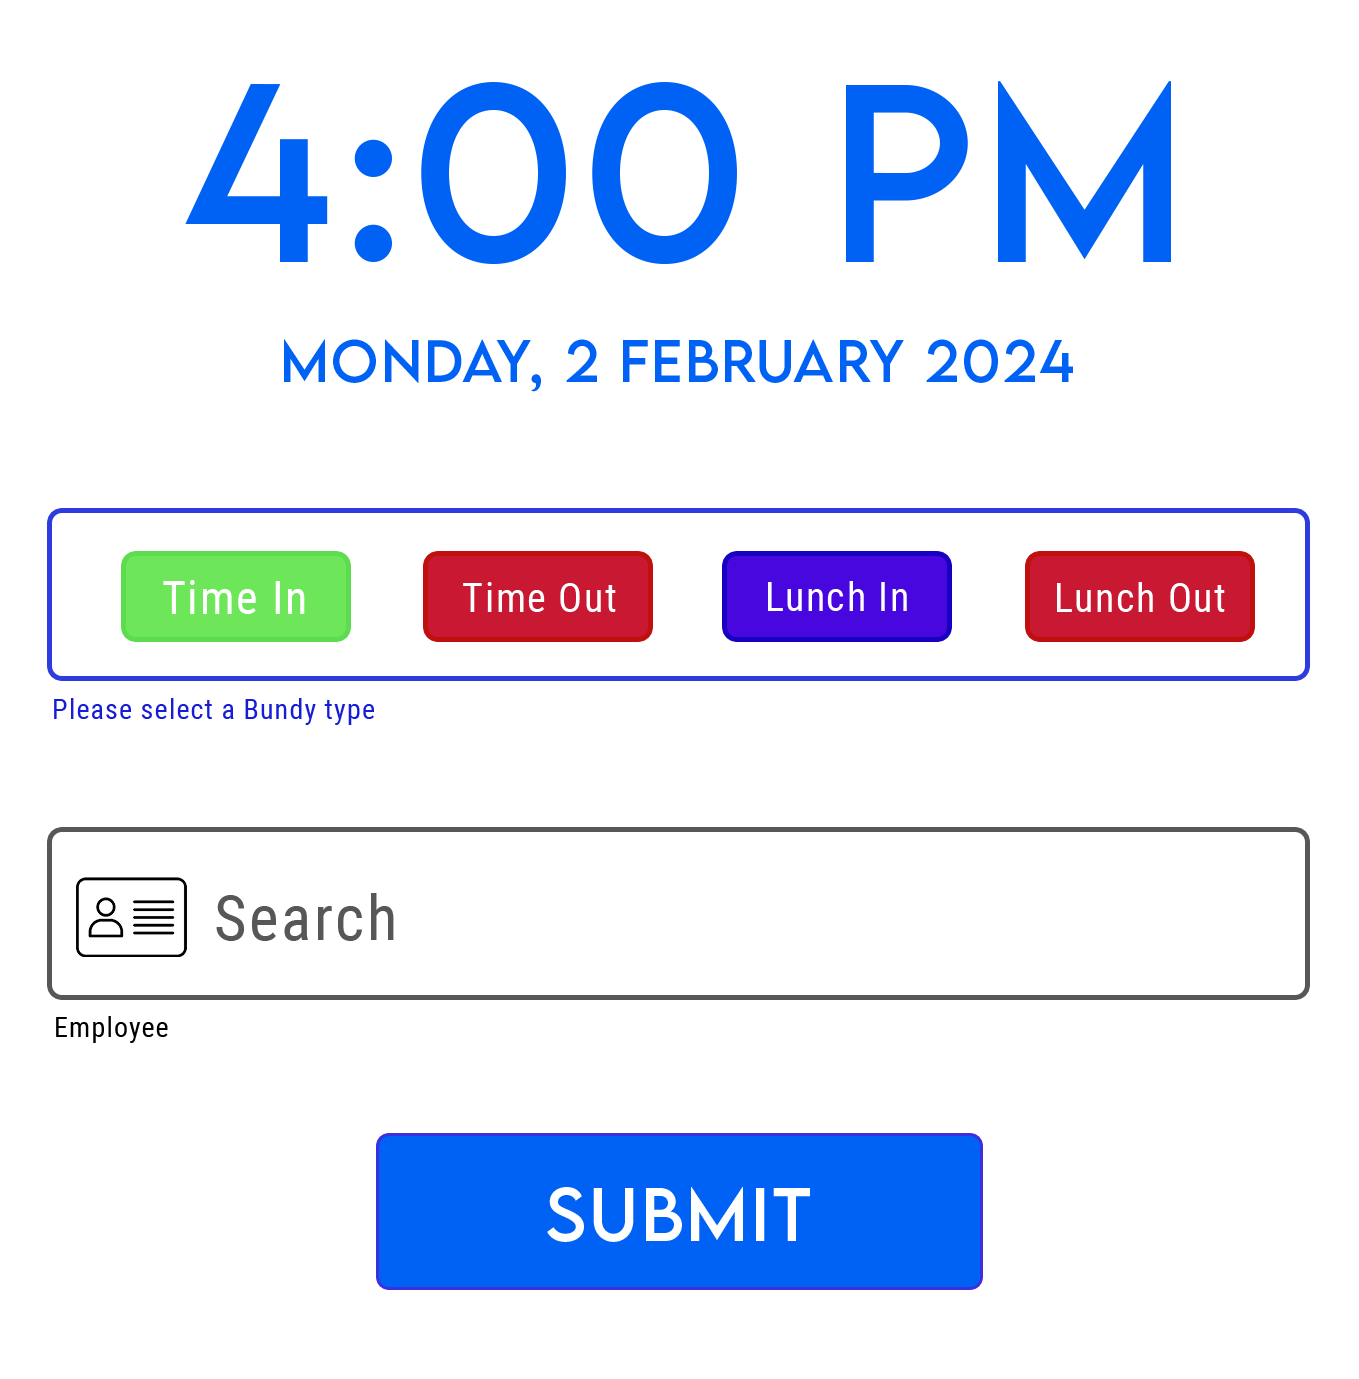 4:00 PM
MONDAY, 2 FEBRUARY 2024
Time In Time Out Lunch In Lunch Out
Please select a Bundy type
Search
Employee
SUBMIT